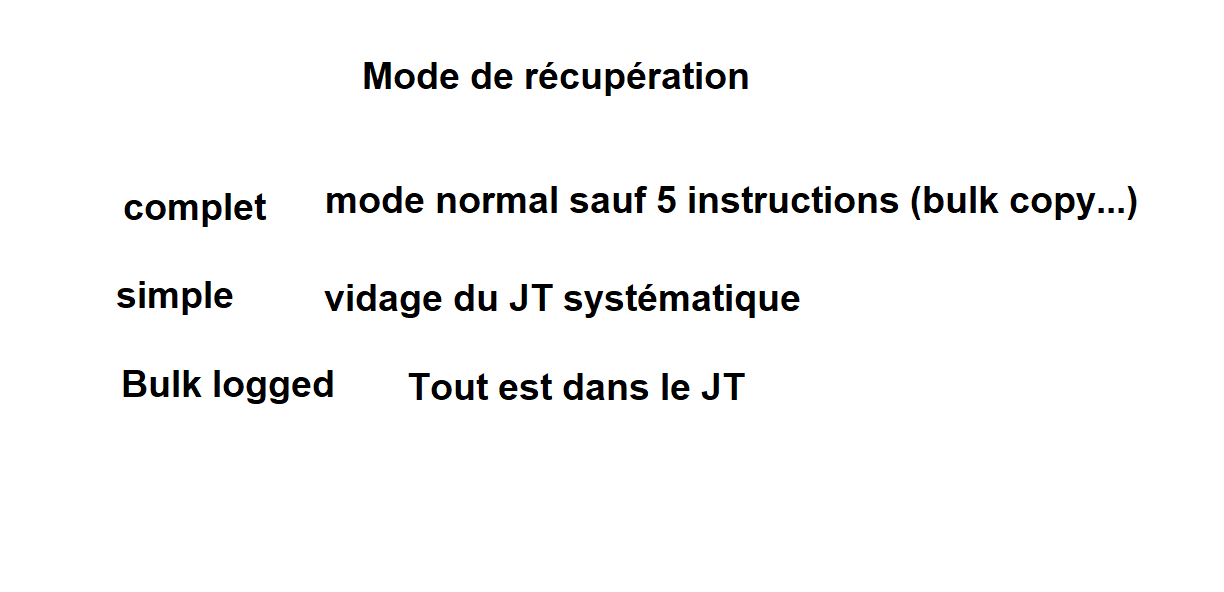 Mode de récupération
complet mode normal sauf 5 instructions (bulk copy...)
simple vidage du JT systématique
Bulk logged Tout est dans le JT